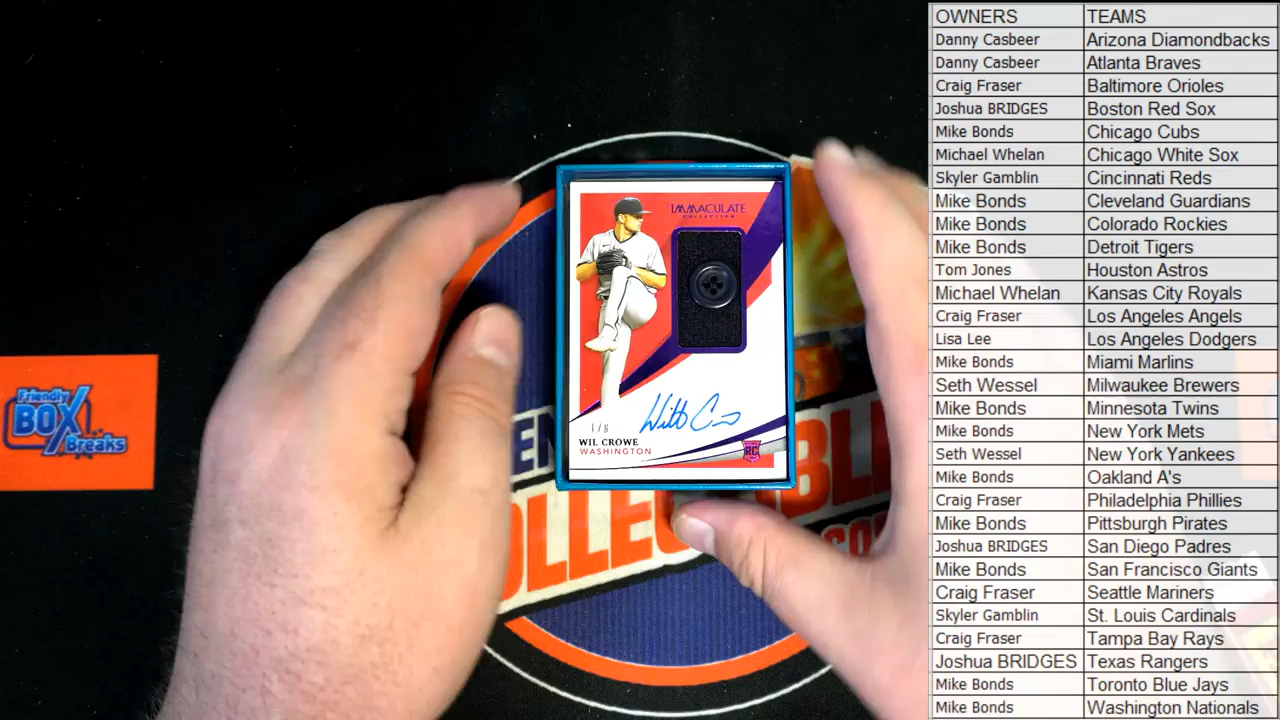 Friendly
BOX
Breaks
IMMACULATE
COLLECTION
1/8
WIL CROWE
WASHINGTON
RC
OWNERS TEAMS
Danny Casbeer Arizona Diamondbacks
Danny Casbeer Atlanta Braves
Craig Fraser Baltimore Orioles
Joshua BRIDGES Boston Red Sox
Mike Bonds Chicago Cubs
Michael Whelan Chicago White Sox
Skyler Gamblin Cincinnati Reds
Mike Bonds Cleveland Guardians
Mike Bonds Colorado Rockies
Mike Bonds Detroit Tigers
Tom Jones Houston Astros
Michael Whelan Kansas City Royals
Craig Fraser Los Angeles Angels
Lisa Lee Los Angeles Dodgers
Mike Bonds Miami Marlins
Seth Wessel Milwaukee Brewers
Mike Bonds Minnesota Twins
Mike Bonds New York Mets
Seth Wessel New York Yankees
Mike Bonds Oakland A's
Craig Fraser Philadelphia Phillies
Mike Bonds Pittsburgh Pirates
Joshua BRIDGES San Diego Padres
Mike Bonds San Francisco Giants
Craig Fraser Seattle Mariners
Skyler Gamblin St. Louis Cardinals
Craig Fraser Tampa Bay Rays
Joshua BRIDGES Texas Rangers
Mike Bonds Toronto Blue Jays
Mike Bonds Washington Nationals